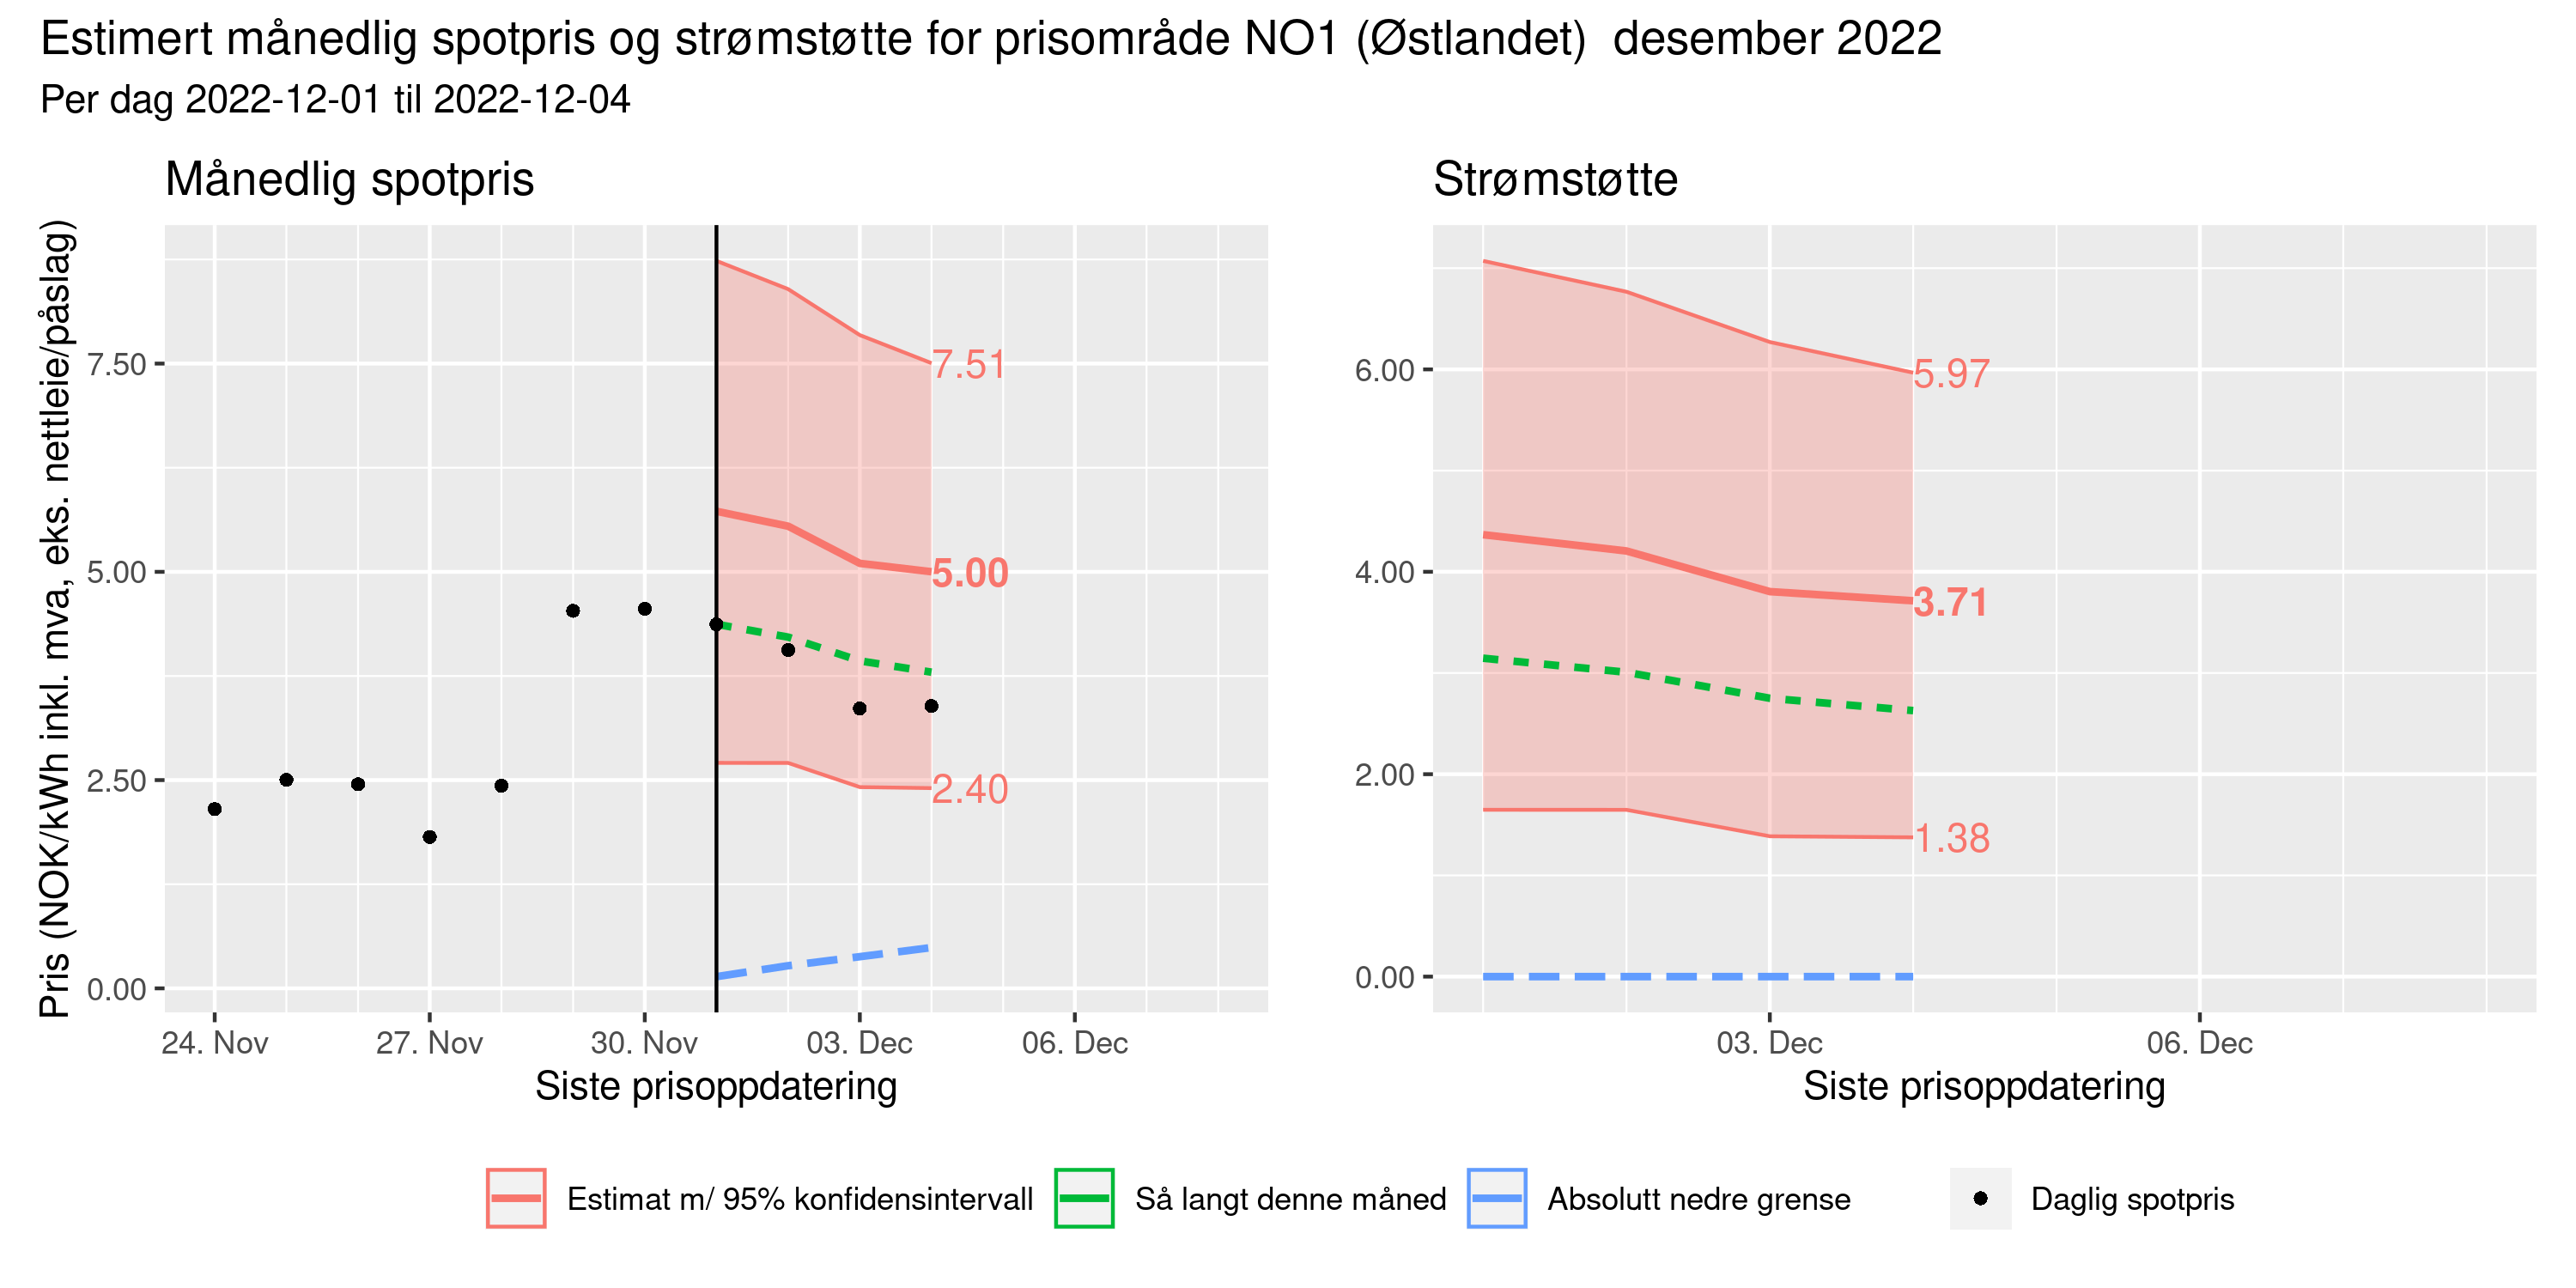 Estimert månedlig spotpris og strømstøtte for prisområde NO1 (Østlandet)  desember 2022
Per dag 2022-12-01 til 2022-12-04
Månedlig spotpris
Pris (NOK/kWh inkl. mva, eks. nettleie/påslag)
7.50
5.00
2.50
0.00
7.51
5.00
2.40
24. Nov
27. Nov
30. Nov
03. Dec
06. Dec
Siste prisoppdatering
Strømstøtte
6.00
4.00
2.00
0.00
5.97
3.71
1.38
03. Dec
06. Dec
Siste prisoppdatering
Estimat m/ 95% konfidensintervall
Så langt denne måned
Absolutt nedre grense
Daglig spotpris